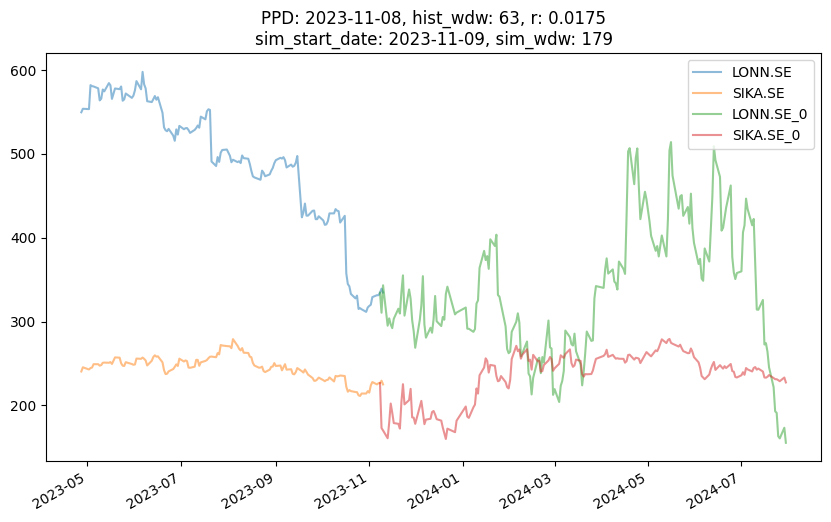 PPD: 2023-11-08, hist_wdw: 63, r: 0.0175
sim_start_date: 2023-11-09, sim_wdw: 179
LONN.SE
SIKA.SE
LONN.SE_0
SIKA.SE_0
600
500
400
300
200
2023-05
2023-07
2023-09
2023-11
2024-01
2024-03
2024-05
2024-07